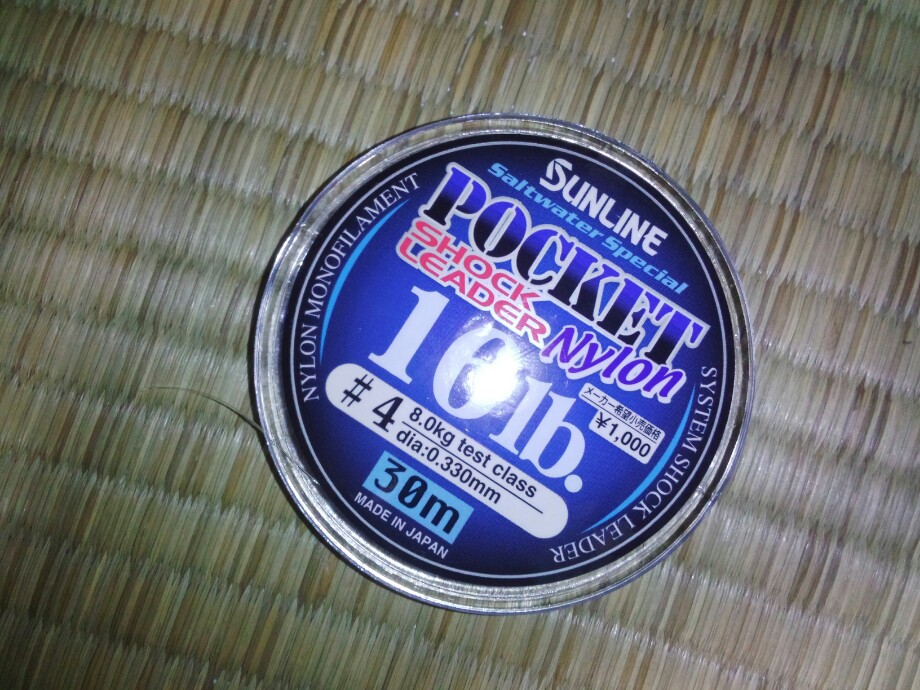 SUNLINE
Saltwater Special
POCKET
SHOCK
LEADER
Nylon
16lb.
メーカー希望小売価格
¥1,000
#4
8.0kg test class
dia:0.330mm
30m
MADE IN JAPAN
NYLON MONOFILAMENT
SYSTEM SHOCK LEADER